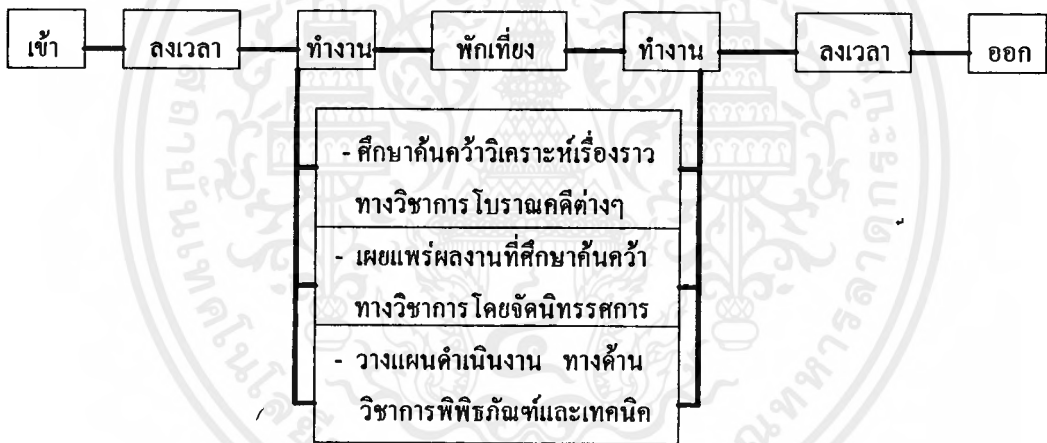 เข้า ลงเวลา ทำงาน พักเที่ยง ทำงาน ลงเวลา ออก
- ศึกษาค้นคว้าวิเคราะห์เรื่องราว
ทางวิชาการโบราณคดีต่างๆ
- เผยแพร่ผลงานที่ศึกษาค้นคว้า
ทางวิชาการโดยจัดนิทรรศการ
- วางแผนดำเนินงาน ทางด้าน
วิชาการพิพิธภัณฑ์และเทคนิค